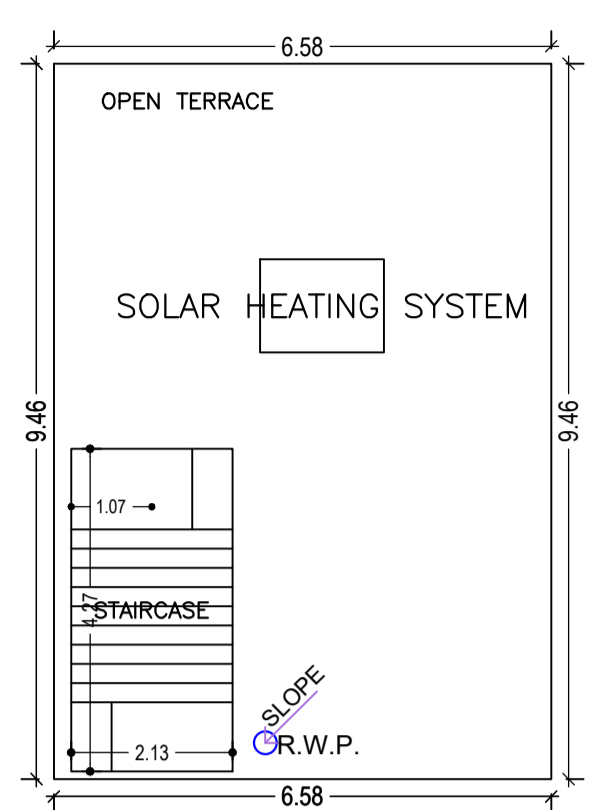 6.58
OPEN TERRACE
SOLAR HEATING SYSTEM
9.46
9.46
1.07
4.27
STAIRCASE
SLOPE
R.W.P.
2.13
6.58